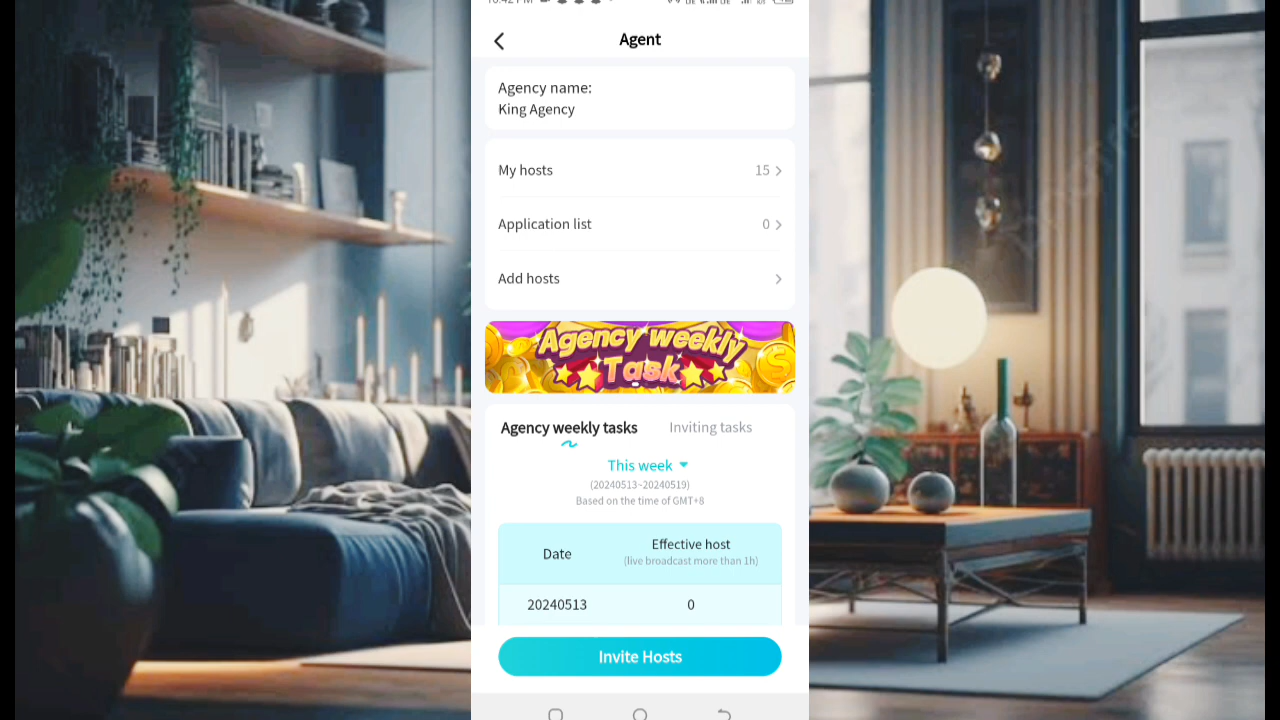 Agent
Agency name:
King Agency
My hosts 15
Application list 0
Add hosts
Agency weekly
Task
Agency weekly tasks Inviting tasks
This week
(20240513~20240519)
Based on the time of GMT+8
Date Effective host
(live broadcast more than 1h)
20240513 0
Invite Hosts